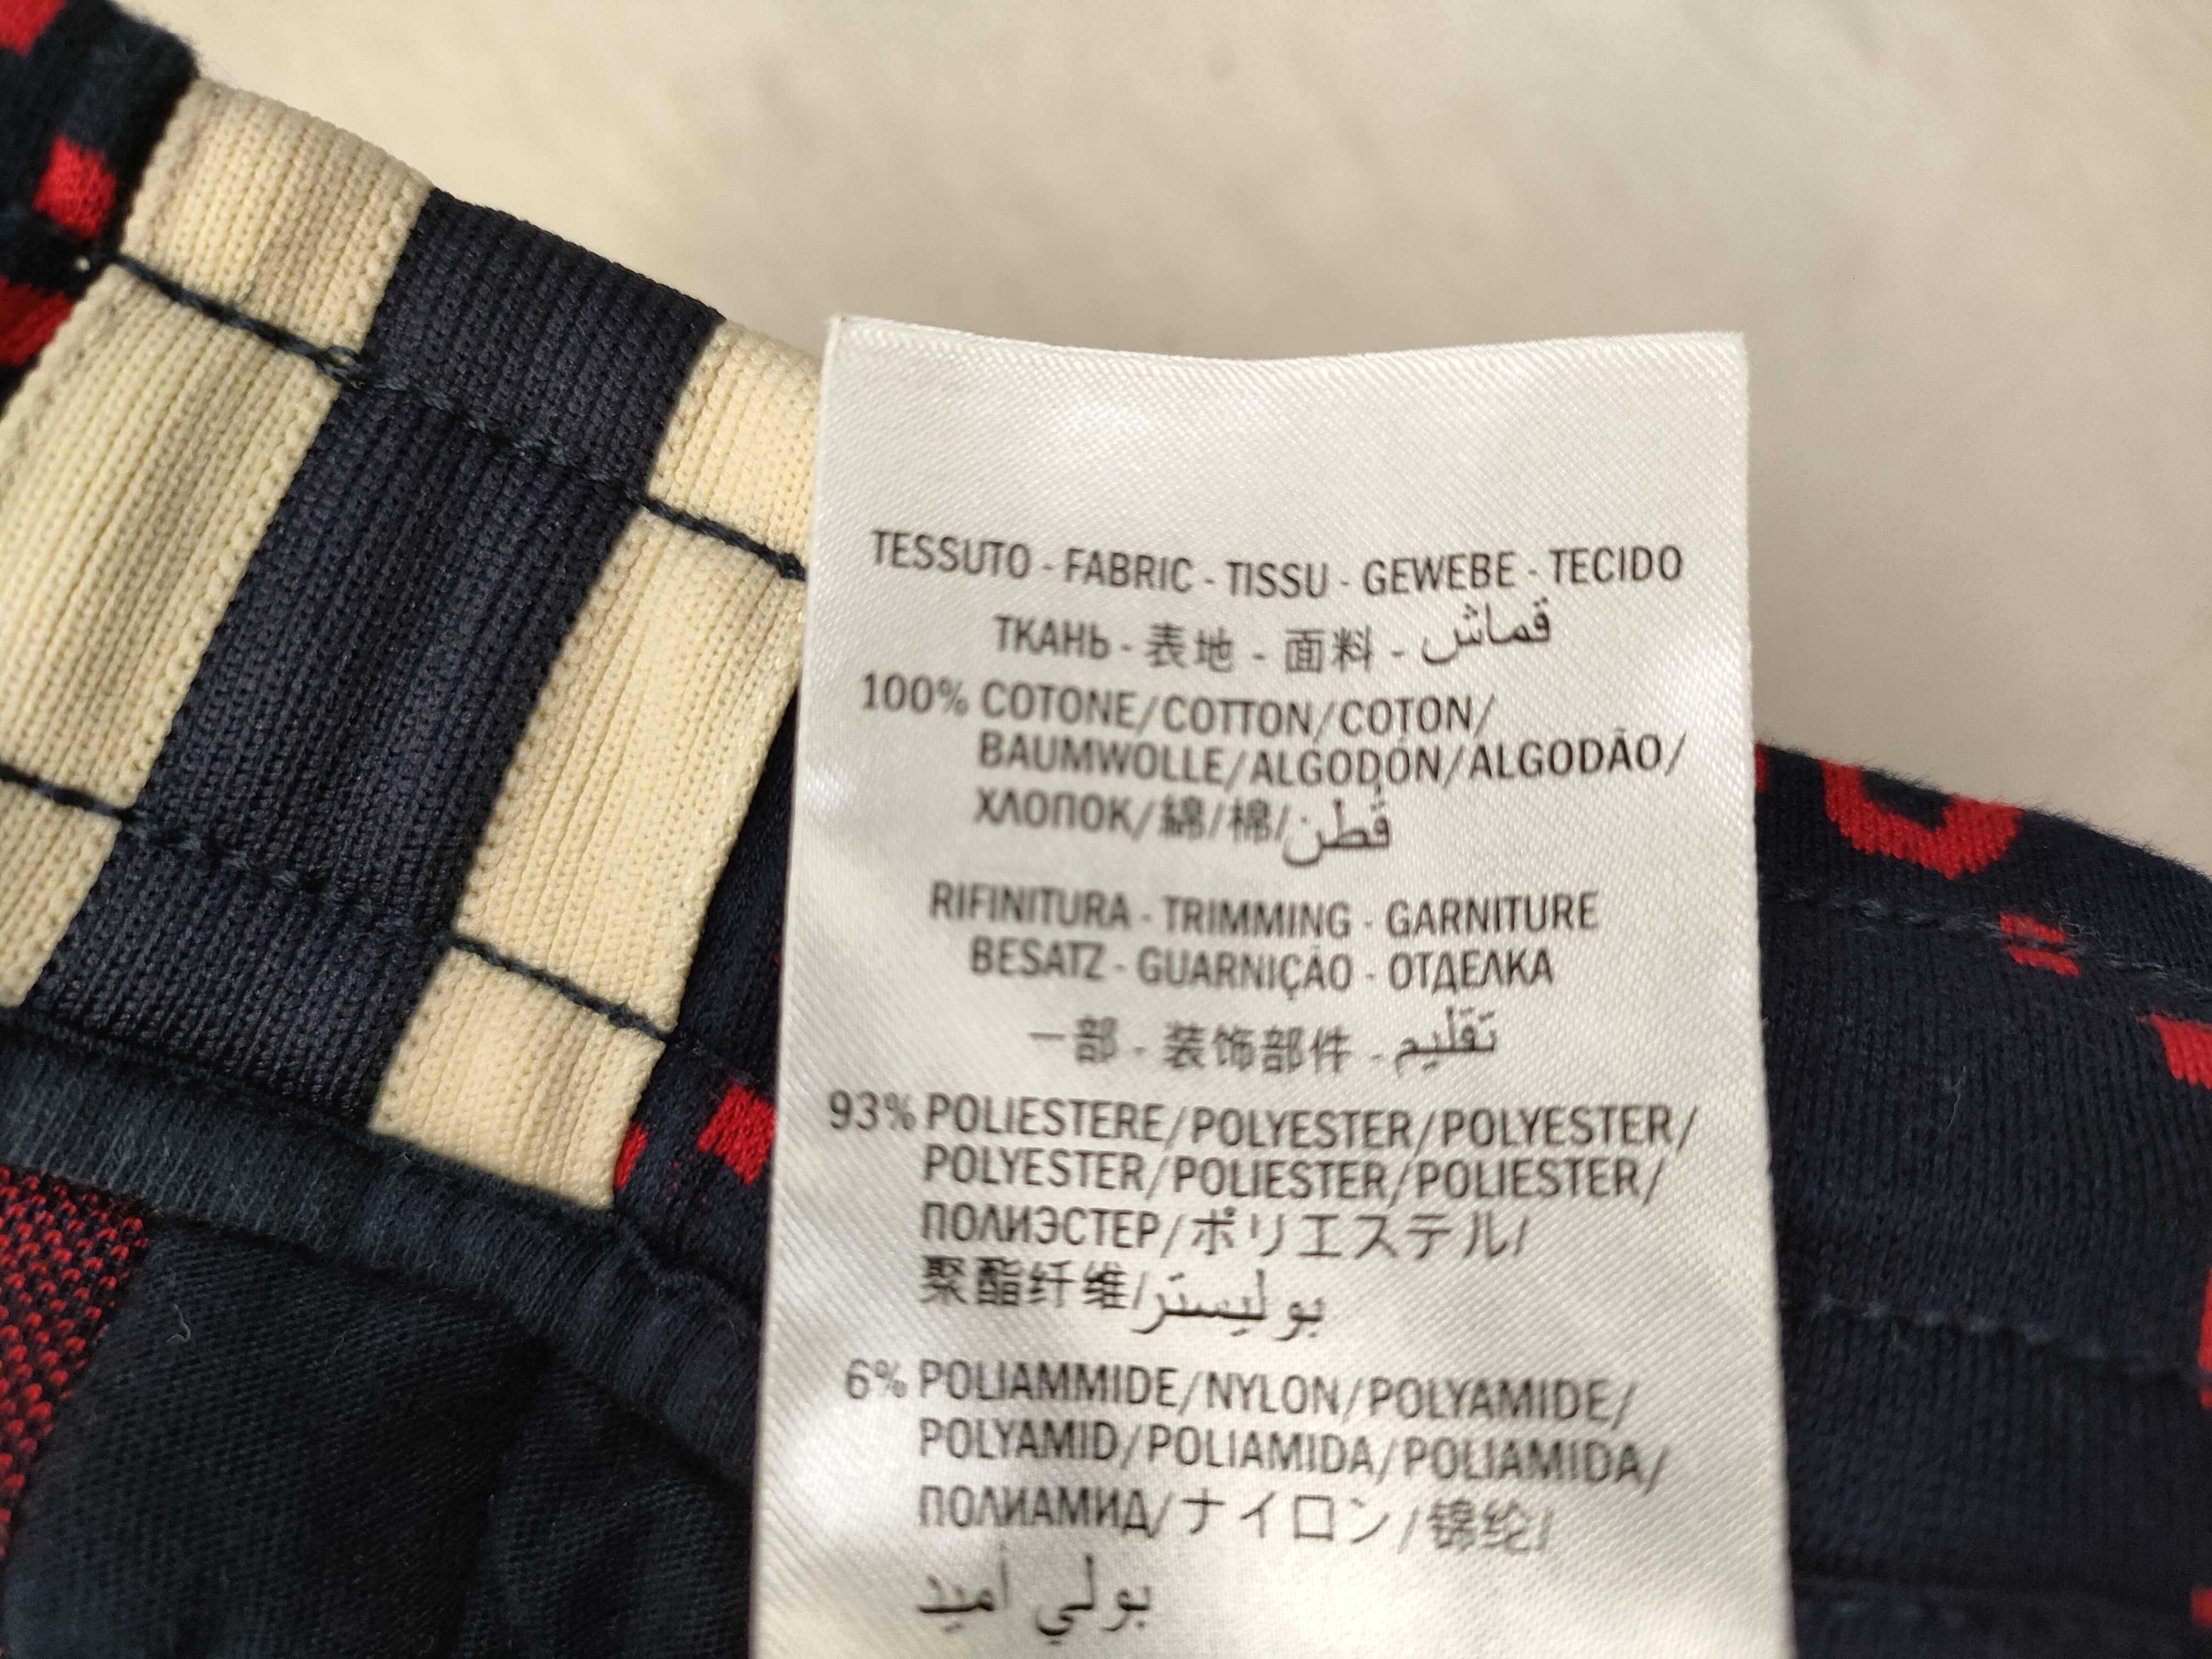 TESSUTO - FABRIC - TISSU - GEWEBE - TECIDO
ТКАНЬ - 表地 - 面料 - قماش
100% COTONE/COTTON/COTON/
BAUMWOLLE/ALGODÓN/ALGODÃO/
ХЛОПОК/綿/棉/قطن
RIFINITURA - TRIMMING - GARNITURE
BESATZ - GUARNIÇÃO - ОТДЕЛКА
一部 - 装饰部件 - تقليم
93% POLIESTERE/POLYESTER/POLYESTER/
POLYESTER/POLIESTER/POLIESTER/
ПОЛИЭСТЕР/ポリエステル/
聚酯纤维/بوليستر
6% POLIAMMIDE/NYLON/POLYAMIDE/
POLYAMID/POLIAMIDA/POLIAMIDA/
ПОЛИАМИД/ナイロン/锦纶/
بولي أميد